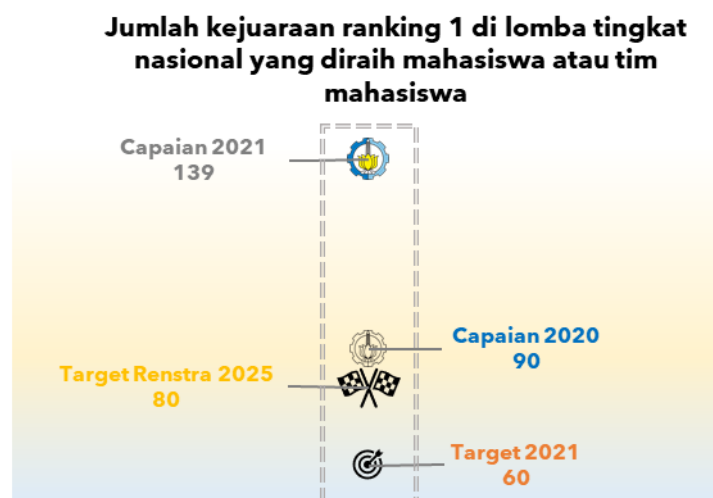 Jumlah kejuaraan ranking 1 di lomba tingkat
nasional yang diraih mahasiswa atau tim
mahasiswa
Capaian 2021
139
Capaian 2020
90
Target Renstra 2025
80
Target 2021
60